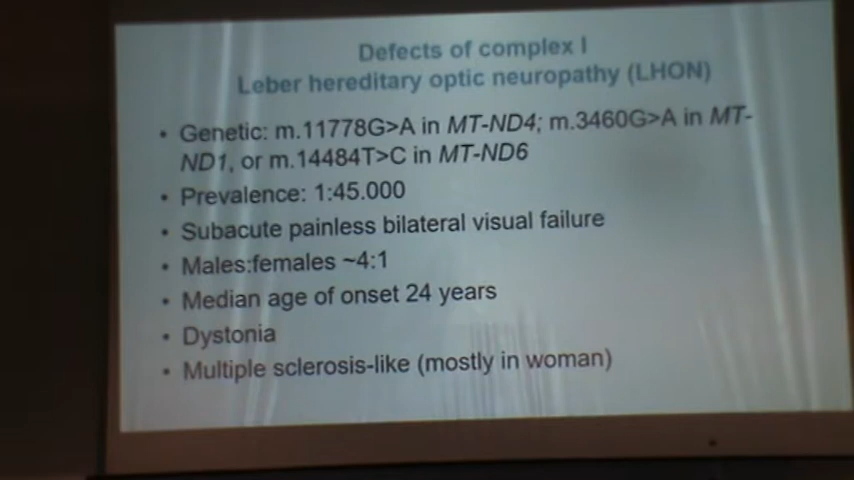 Defects of complex I
Leber hereditary optic neuropathy (LHON)
• Genetic: m.11778G>A in MT-ND4; m.3460G>A in MT-
ND1, or m.14484T>C in MT-ND6
• Prevalence: 1:45.000
• Subacute painless bilateral visual failure
• Males:females ~4:1
• Median age of onset 24 years
• Dystonia
• Multiple sclerosis-like (mostly in woman)